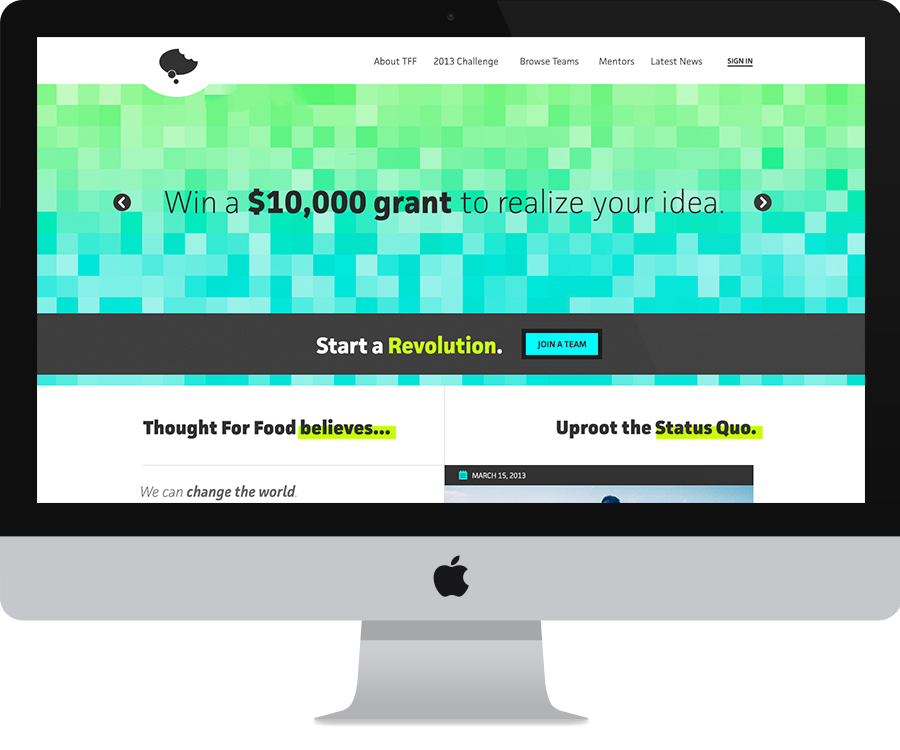 About TFF 2013 Challenge Browse Teams Mentors Latest News SIGN IN
Win a $10,000 grant to realize your idea.
Start a Revolution. JOIN A TEAM
Thought For Food believes...
Uproot the Status Quo.
MARCH 15, 2013
We can change the world.